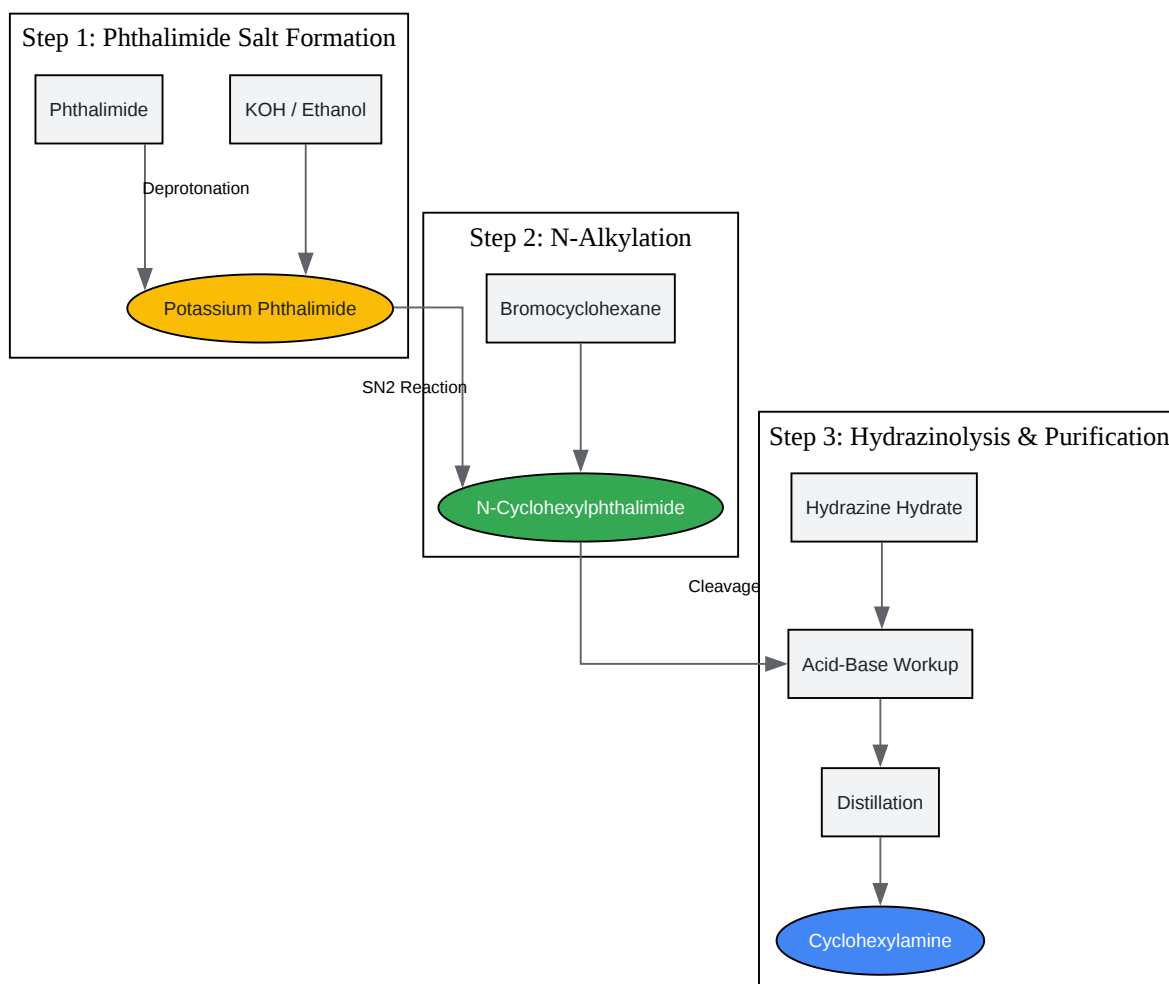 Step 1: Phthalimide Salt Formation
Phthalimide
KOH / Ethanol
Deprotonation
Potassium Phthalimide
Step 2: N-Alkylation
Bromocyclohexane
SN2 Reaction
N-Cyclohexylphthalimide
Step 3: Hydrazinolysis & Purification
Hydrazine Hydrate
Cleavage
Acid-Base Workup
Distillation
Cyclohexylamine